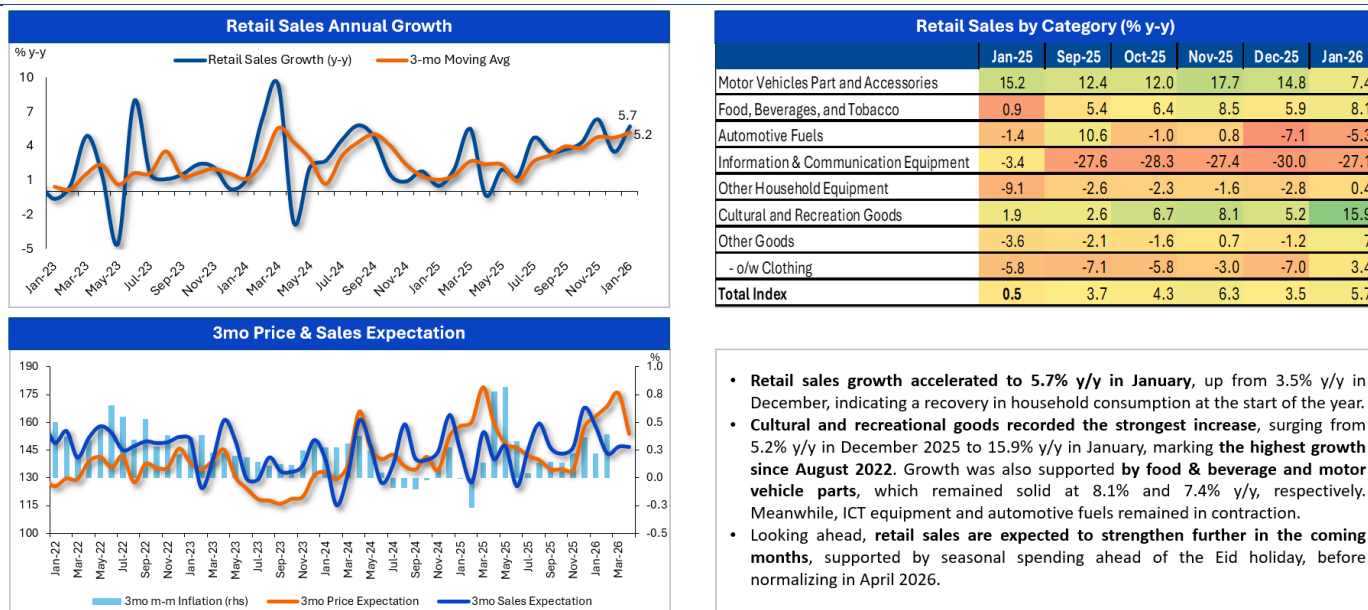 Retail Sales Annual Growth
% y-y
Retail Sales Growth (y-y) 3-mo Moving Avg
10
7
4
1
-2
-5
5.7
5.2
Jan-23 Mar-23 May-23 Jul-23 Sep-23 Nov-23 Jan-24 Mar-24 May-24 Jul-24 Sep-24 Nov-24 Jan-25 Mar-25 May-25 Jul-25 Sep-25 Nov-25 Jan-26
Retail Sales by Category (% y-y)
Jan-25 Sep-25 Oct-25 Nov-25 Dec-25 Jan-26
Motor Vehicles Part and Accessories 15.2 12.4 12.0 17.7 14.8 7.4
Food, Beverages, and Tobacco 0.9 5.4 6.4 8.5 5.9 8.1
Automotive Fuels -1.4 10.6 -1.0 0.8 -7.1 -5.3
Information & Communication Equipment -3.4 -27.6 -28.3 -27.4 -30.0 -27.1
Other Household Equipment -9.1 -2.6 -2.3 -1.6 -2.8 0.4
Cultural and Recreation Goods 1.9 2.6 6.7 8.1 5.2 15.9
Other Goods -3.6 -2.1 -1.6 0.7 -1.2
- o/w Clothing -5.8 -7.1 -5.8 -3.0 -7.0 3.4
Total Index 0.5 3.7 4.3 6.3 3.5 5.7
3mo Price & Sales Expectation
%
190
175
160
145
130
115
100
1.0
0.8
0.5
0.3
0.0
-0.3
-0.5
Jan-22 Mar-22 May-22 Jul-22 Sep-22 Nov-22 Jan-23 Mar-23 May-23 Jul-23 Sep-23 Nov-23 Jan-24 Mar-24 May-24 Jul-24 Sep-24 Nov-24 Jan-25 Mar-25 May-25 Jul-25 Sep-25 Nov-25 Jan-26 Mar-26
3mo m-m Inflation (rhs) 3mo Price Expectation 3mo Sales Expectation
• Retail sales growth accelerated to 5.7% y/y in January, up from 3.5% y/y in
December, indicating a recovery in household consumption at the start of the year.
• Cultural and recreational goods recorded the strongest increase, surging from
5.2% y/y in December 2025 to 15.9% y/y in January, marking the highest growth
since August 2022. Growth was also supported by food & beverage and motor
vehicle parts, which remained solid at 8.1% and 7.4% y/y, respectively.
Meanwhile, ICT equipment and automotive fuels remained in contraction.
• Looking ahead, retail sales are expected to strengthen further in the coming
months, supported by seasonal spending ahead of the Eid holiday, before
normalizing in April 2026.